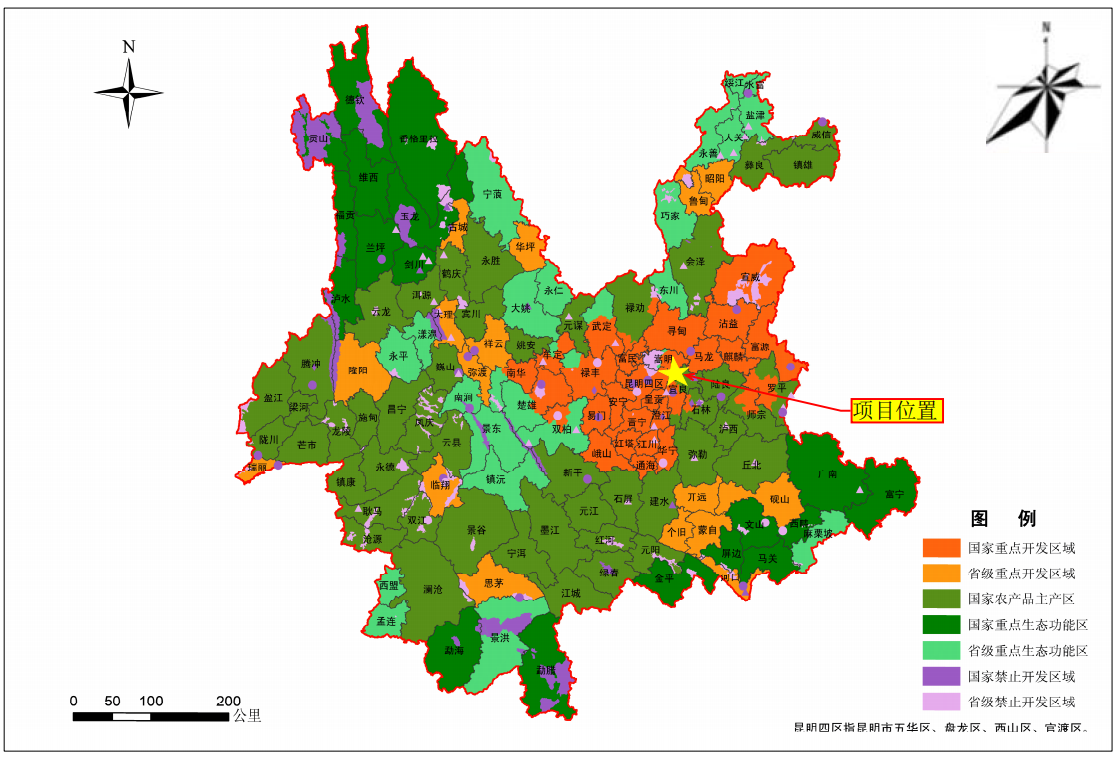 N
N
德钦
贡山
香格里拉
维西
福贡
玉龙
兰坪
剑川
古城
宁蒗
华坪
永胜
鹤庆
泸水
云龙
洱源
大理
宾川
漾濞
永平
祥云
弥渡
巍山
大姚
永仁
姚安
元谋
牟定
南华
楚雄
双柏
武定
禄劝
禄丰
富民
嵩明
昆明四区
安宁
呈贡
宜良
晋宁
澄江
石林
易门
峨山
红塔
江川
华宁
通海
东川
寻甸
会泽
宣威
沾益
富源
马龙
麒麟
陆良
罗平
师宗
泸西
弥勒
丘北
绥江
水富
盐津
大关
永善
威信
彝良
镇雄
昭阳
鲁甸
巧家
隆阳
腾冲
盈江
梁河
陇川
芒市
龙陵
瑞丽
施甸
昌宁
凤庆
云县
南涧
景东
镇沅
永德
镇康
临翔
耿马
双江
沧源
景谷
墨江
宁洱
思茅
澜沧
西盟
孟连
江城
勐海
景洪
勐腊
新平
元江
石屏
建水
红河
元阳
绿春
金平
个旧
开远
蒙自
屏边
河口
砚山
文山
西畴
麻栗坡
马关
广南
富宁
项目位置
图 例
国家重点开发区域
省级重点开发区域
国家农产品主产区
国家重点生态功能区
省级重点生态功能区
国家禁止开发区域
省级禁止开发区域
0 50 100 200
公里
昆明四区指昆明市五华区、盘龙区、西山区、官渡区。